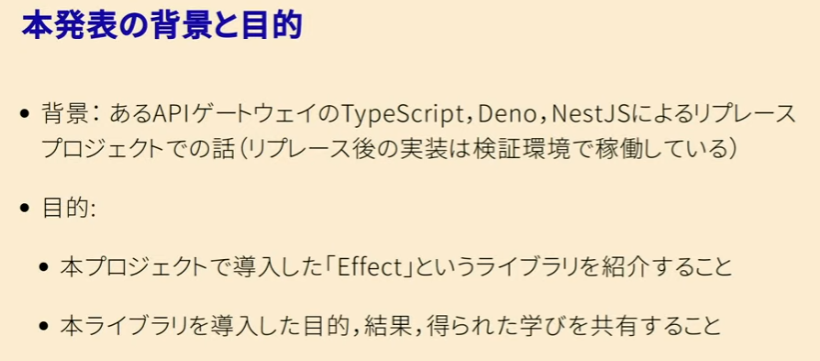 本発表の背景と目的
背景： あるAPIゲートウェイのTypeScript，Deno，NestJSによるリプレース
プロジェクトでの話（リプレース後の実装は検証環境で稼働している）
目的:
本プロジェクトで導入した「Effect」というライブラリを紹介すること
本ライブラリを導入した目的，結果，得られた学びを共有すること